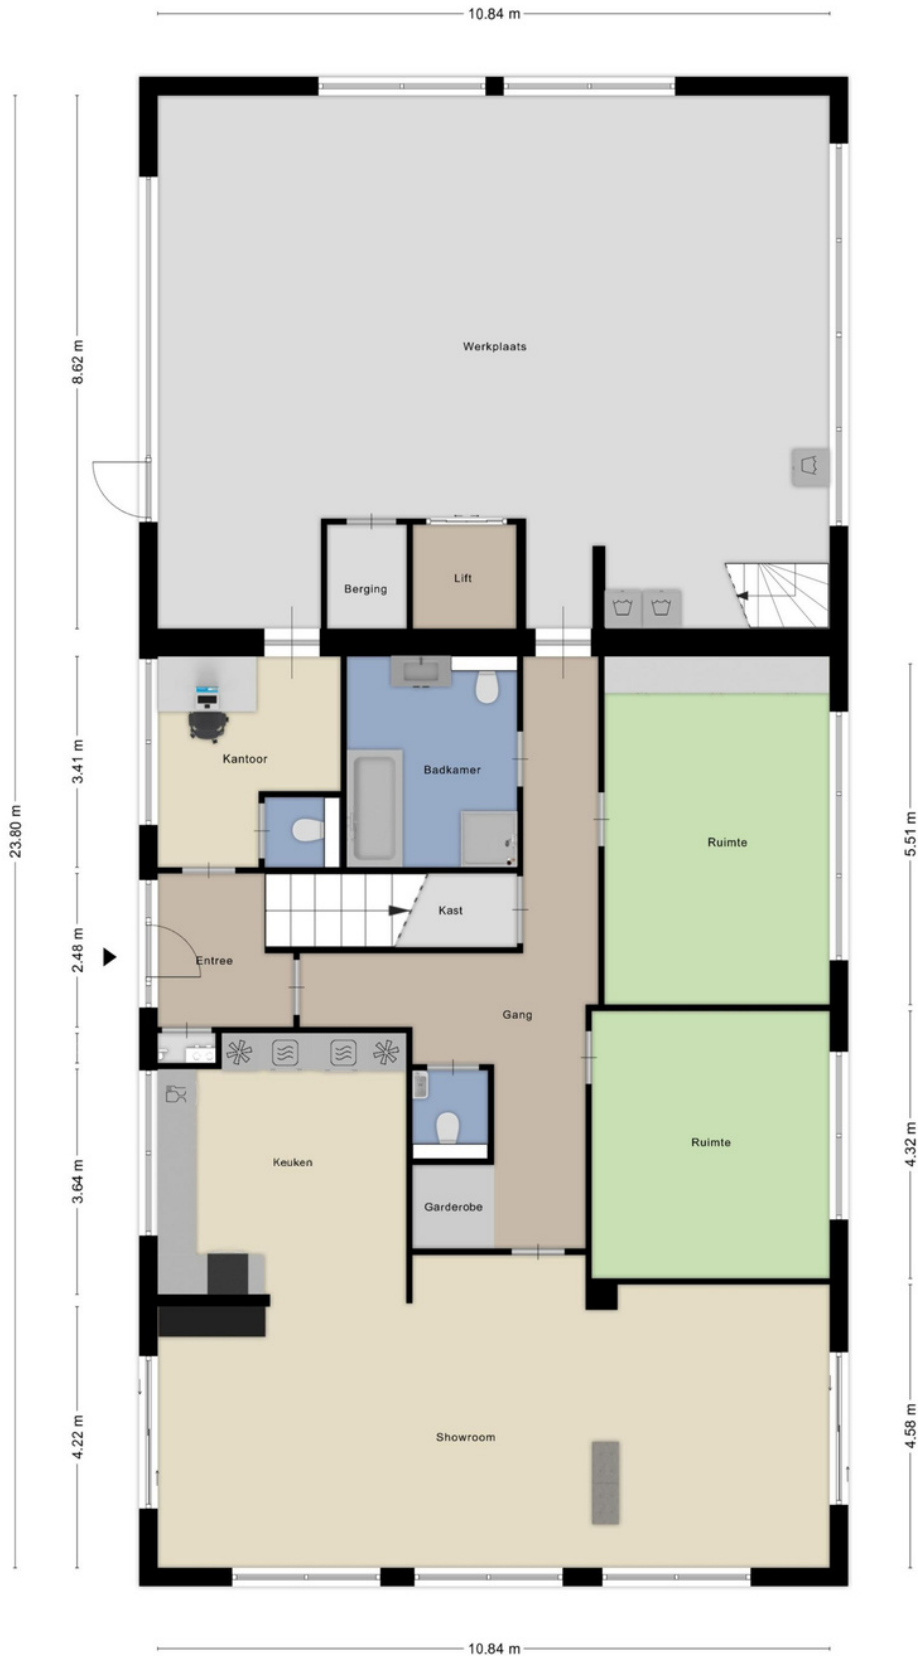 10.84 m
8.62 m
Werkplaats
Berging
Lift
3.41 m
Kantoor
Badkamer
23.80 m
5.51 m
Ruimte
Kast
2.48 m
Entree
Gang
4.32 m
Ruimte
3.64 m
Keuken
Garderobe
4.22 m
4.58 m
Showroom
10.84 m